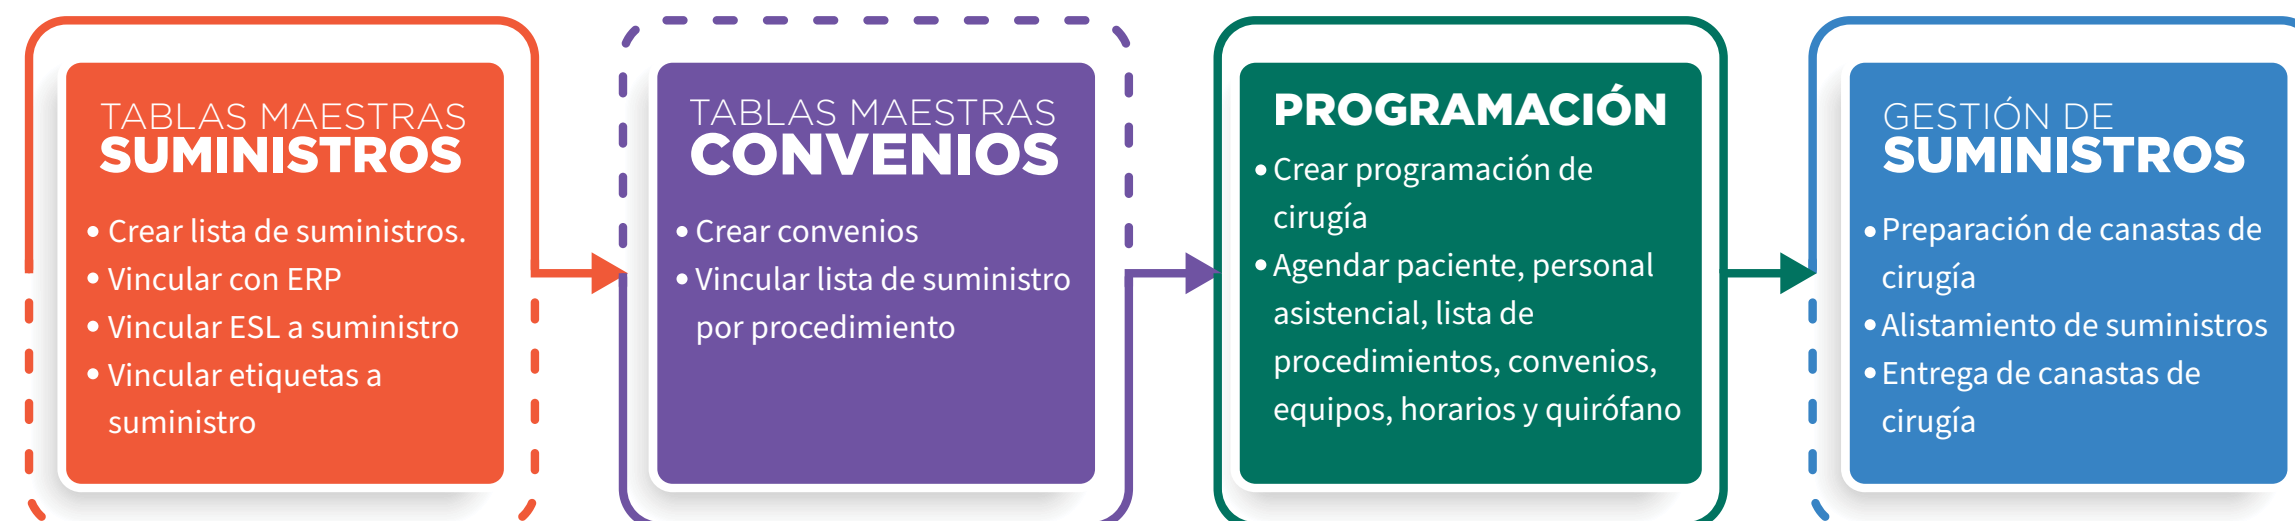 TABLAS MAESTRAS
SUMINISTROS
• Crear lista de suministros.
• Vincular con ERP
• Vincular ESL a suministro
• Vincular etiquetas a
suministro
TABLAS MAESTRAS
CONVENIOS
• Crear convenios
• Vincular lista de suministro
por procedimiento
PROGRAMACIÓN
• Crear programación de
cirugía
• Agendar paciente, personal
asistencial, lista de
procedimientos, convenios,
equipos, horarios y quirófano
GESTIÓN DE
SUMINISTROS
• Preparación de canastas de
cirugía
• Alistamiento de suministros
• Entrega de canastas de
cirugía